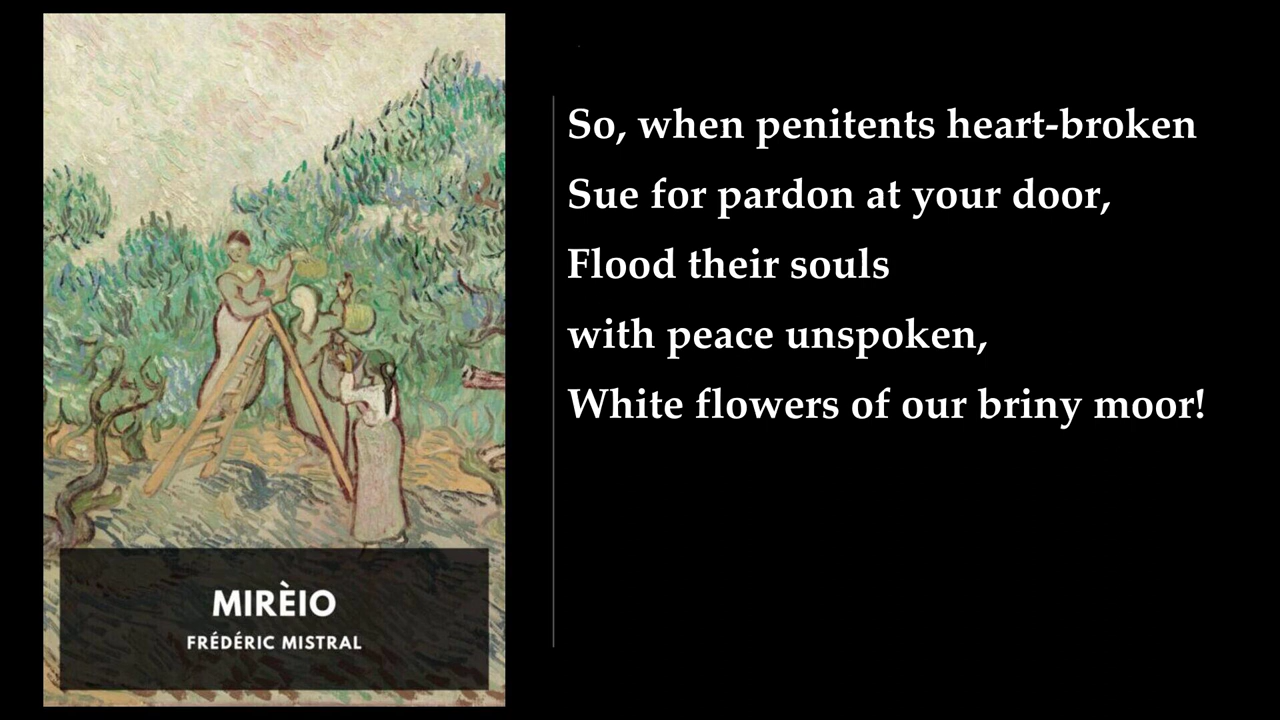 MIRÈIO
FRÉDÉRIC MISTRAL
So, when penitents heart-broken
Sue for pardon at your door,
Flood their souls
with peace unspoken,
White flowers of our briny moor!